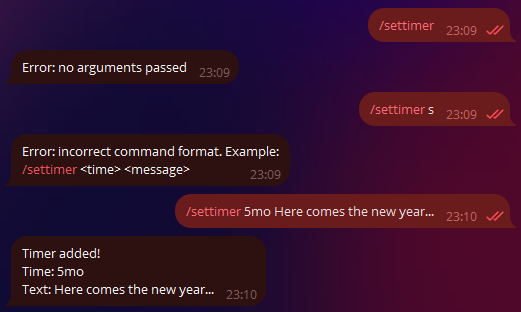 /settimer 23:09
Error: no arguments passed 23:09
/settimer s 23:09
Error: incorrect command format. Example:
/settimer <time> <message> 23:09
/settimer 5mo Here comes the new year... 23:10
Timer added!
Time: 5mo
Text: Here comes the new year... 23:10